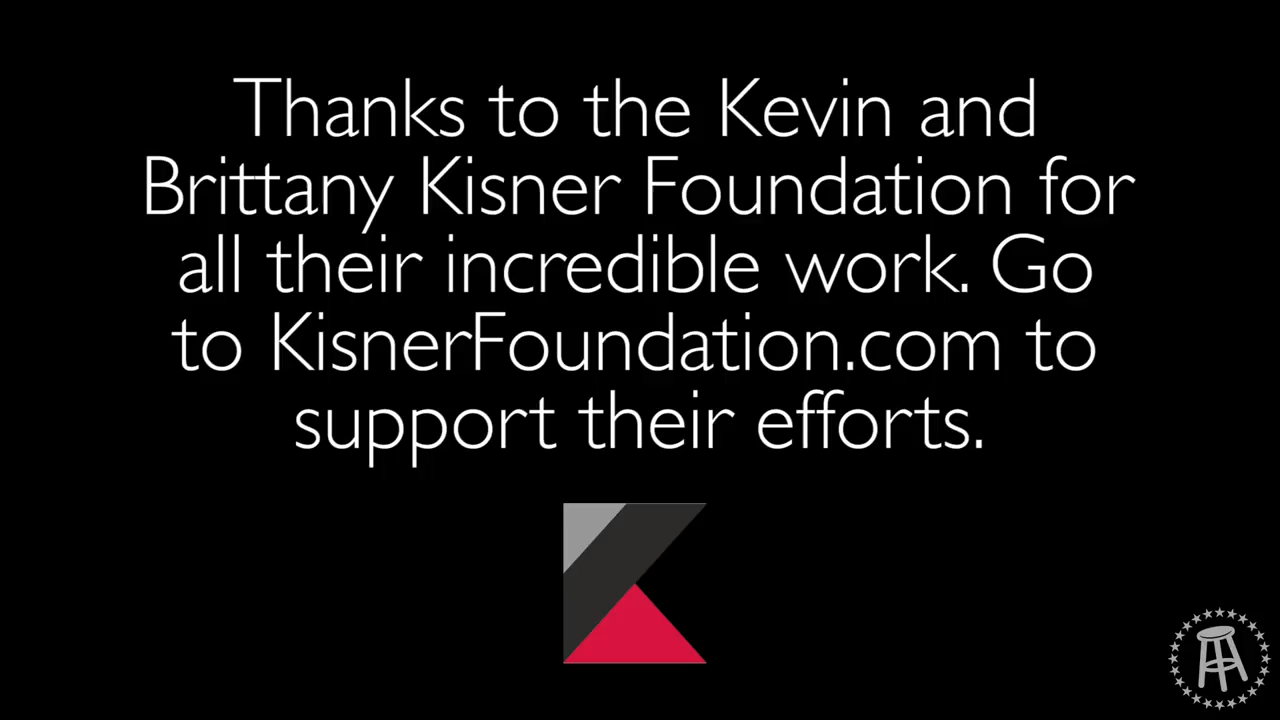 Thanks to the Kevin and
Brittany Kisner Foundation for
all their incredible work. Go
to KisnerFoundation.com to
support their efforts.